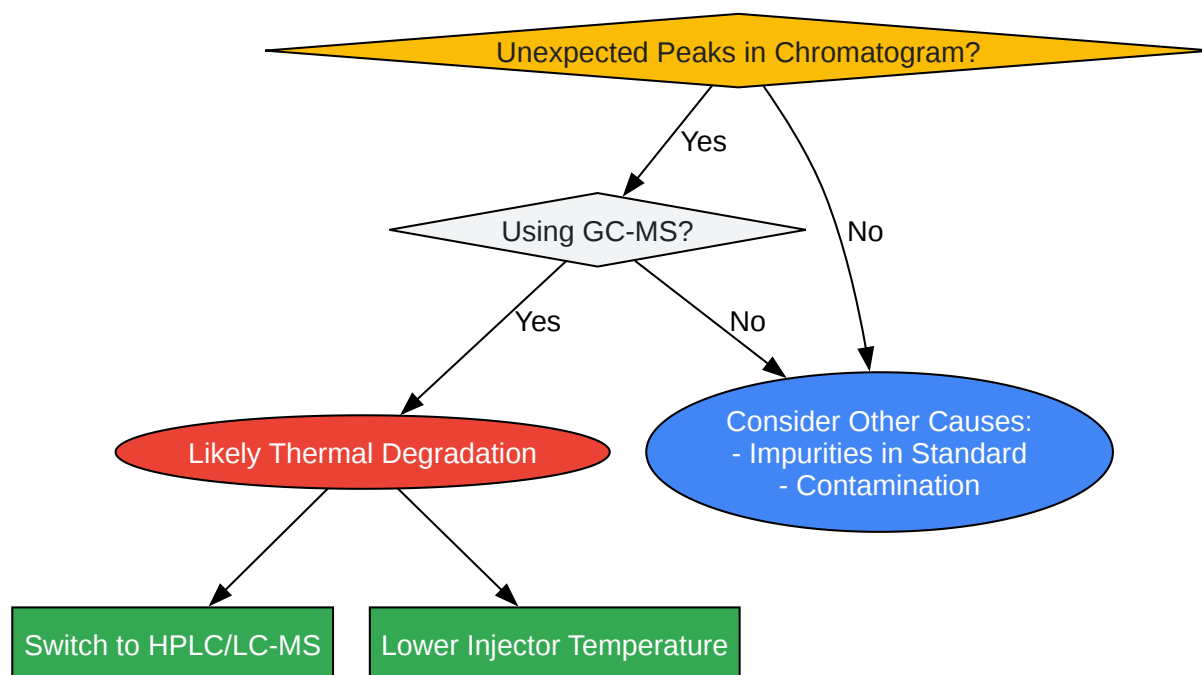 Unexpected Peaks in Chromatogram?
Yes
Using GC-MS?
No
Yes
No
Likely Thermal Degradation
Consider Other Causes:
- Impurities in Standard
- Contamination
Switch to HPLC/LC-MS
Lower Injector Temperature